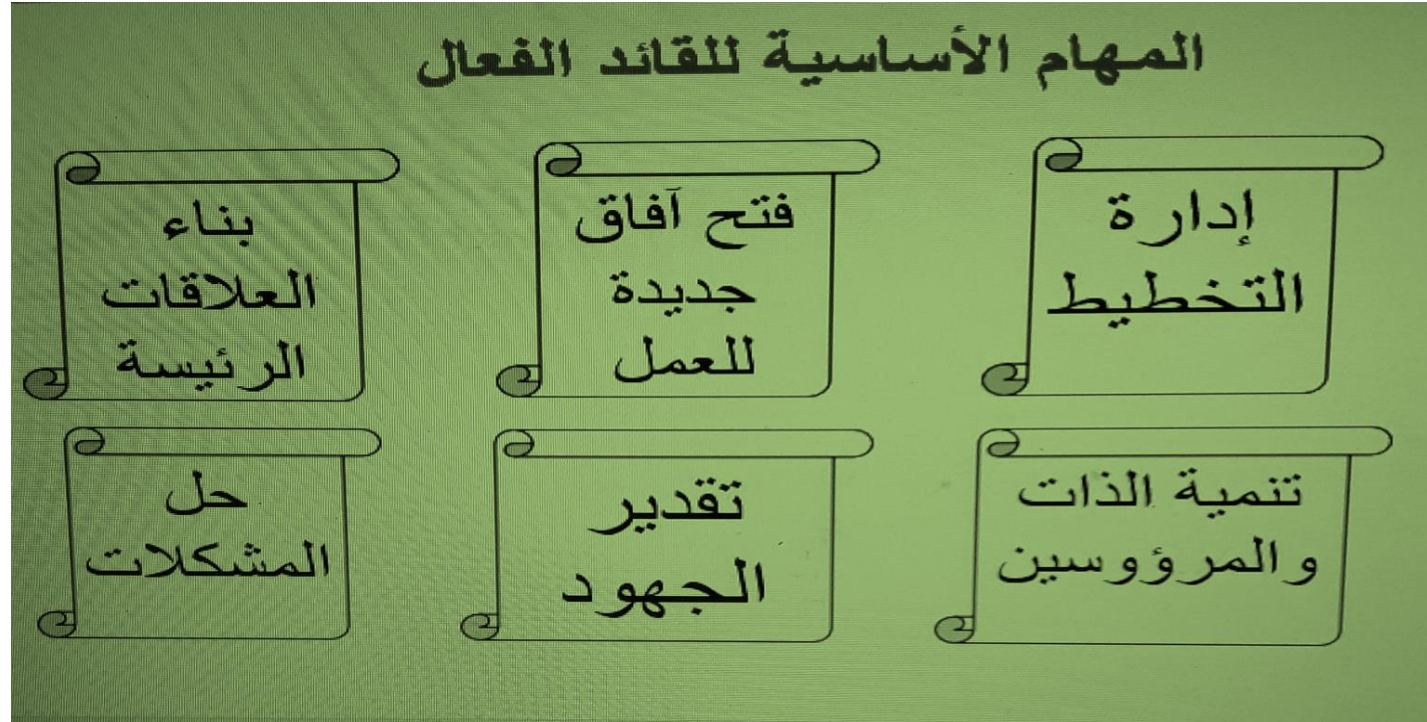 المهام الأساسية للقائد الفعال
إدارة
التخطيط
فتح آفاق
جديدة
للعمل
بناء
العلاقات
الرئيسة
تنمية الذات
والمرؤوسين
تقدير
الجهود
حل
المشكلات